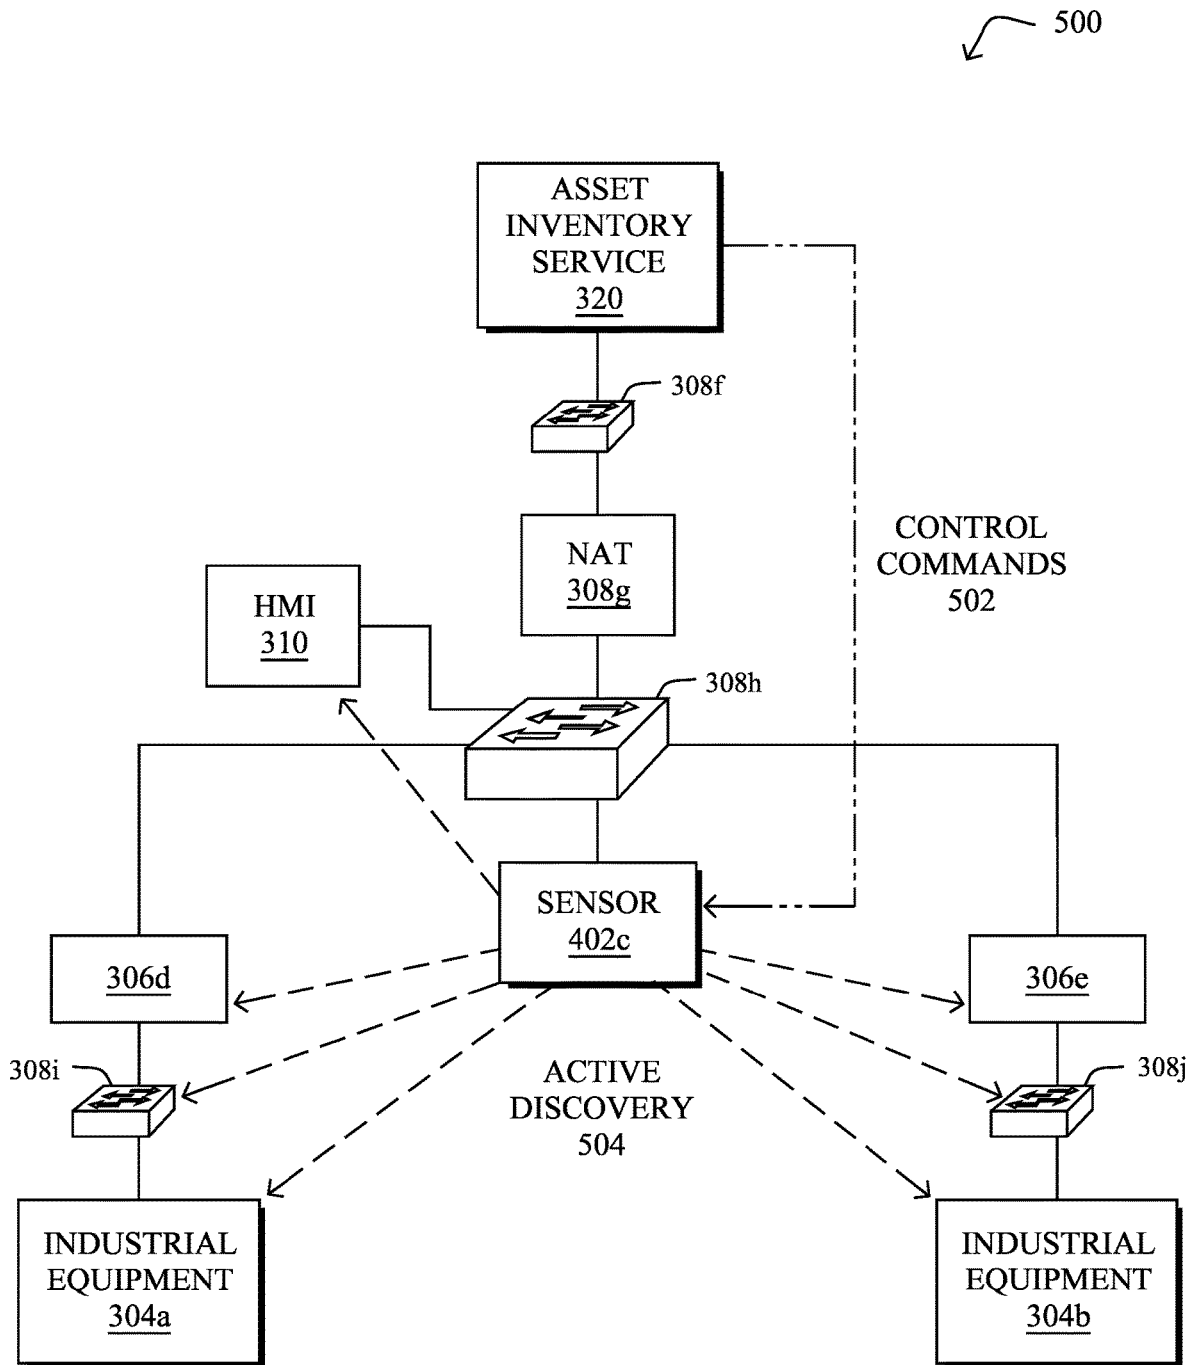 500
ASSET
INVENTORY
SERVICE
320
308f
NAT
308g
CONTROL
COMMANDS
502
HMI
310
308h
SENSOR
402c
306d
306e
308i
308j
ACTIVE
DISCOVERY
504
INDUSTRIAL
EQUIPMENT
304a
INDUSTRIAL
EQUIPMENT
304b